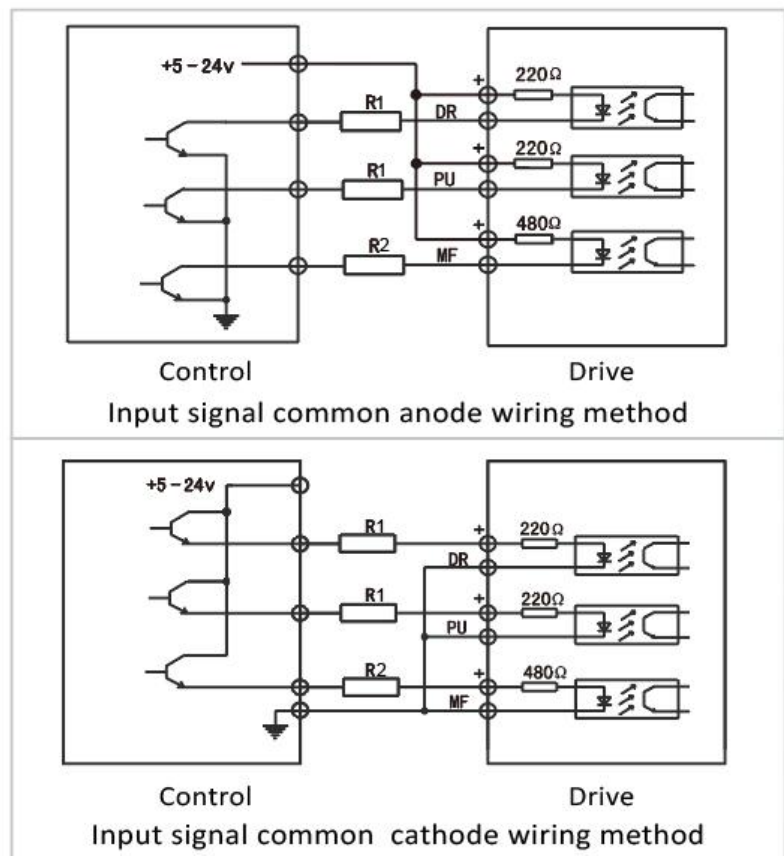 +5-24v
+ 220Ω
R1 DR
+ 220Ω
R1 PU
+ 480Ω
R2 MF
Control Drive
Input signal common anode wiring method
+5-24v
R1 + 220Ω
DR
R1 + 220Ω
PU
R2 + 480Ω
MF
Control Drive
Input signal common cathode wiring method